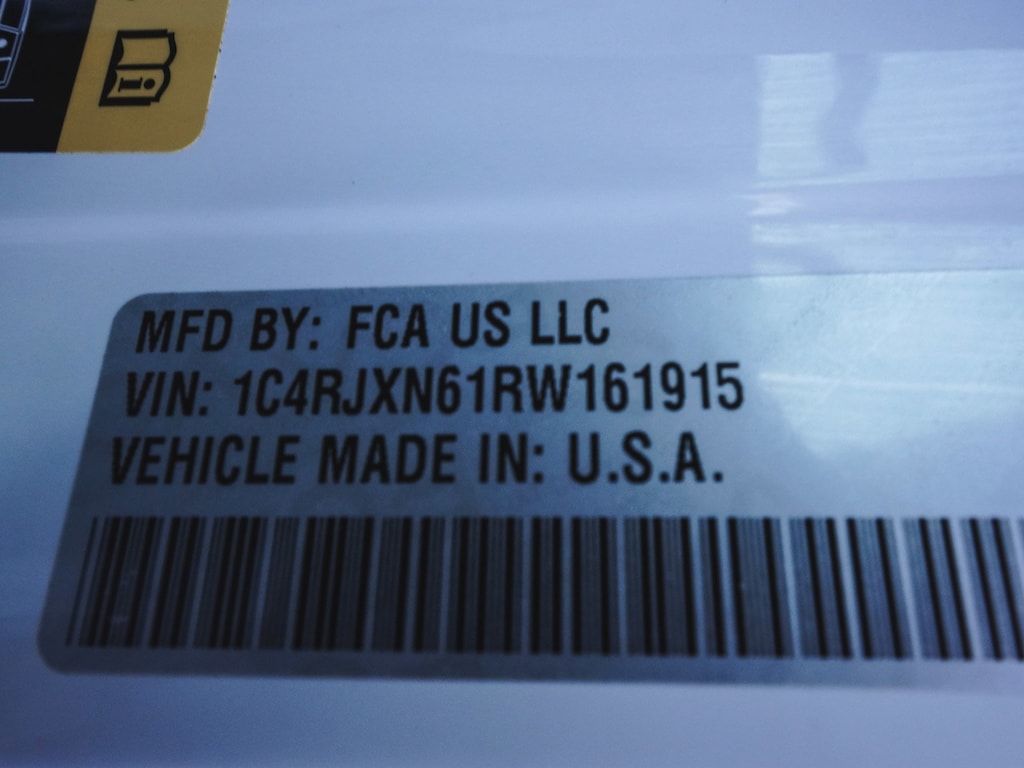 MFD BY: FCA US LLC
VIN: 1C4RJXN61RW161915
VEHICLE MADE IN: U.S.A.